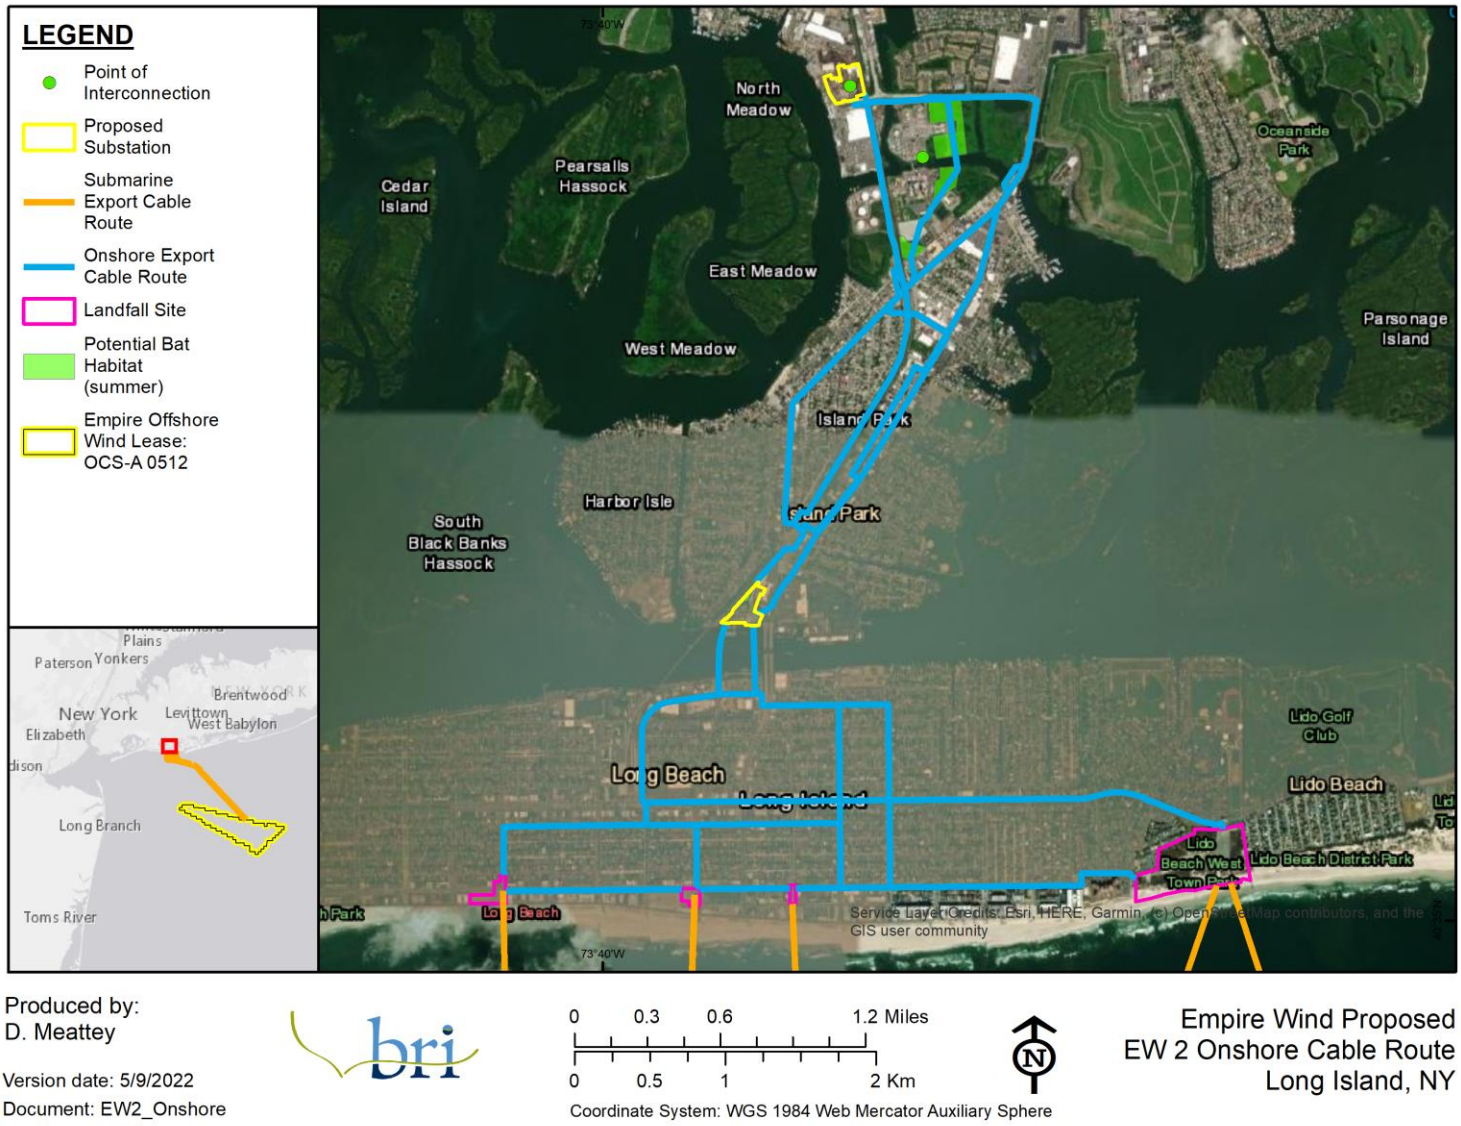 LEGEND
Point of
Interconnection
Proposed
Substation
Submarine
Export Cable
Route
Onshore Export
Cable Route
Landfall Site
Potential Bat
Habitat
(summer)
Empire Offshore
Wind Lease:
OCS-A 0512
73°40'W
North
Meadow
Oceanside
Park
Pearsalls
Hassock
Cedar
Island
East Meadow
Parsonage
Island
West Meadow
Island Park
Harbor Isle
Island Park
South
Black Banks
Hassock
Lido Golf
Club
Long Beach
Long Island
Lido Beach
Lid
To
Lido
Beach West
Town Park
Lido Beach District Park
h Park
Long Beach
Service Layer Credits: Esri, HERE, Garmin, (c) OpenStreetMap contributors, and the
GIS user community
73°40'W
Plains
Paterson
Yonkers
NEW YORK
Brentwood
New York
Levittown
West Babylon
Elizabeth
dison
Long Branch
Toms River
Produced by:
D. Meattey
Version date: 5/9/2022
Document: EW2_Onshore
bri
0 0.3 0.6 1.2 Miles
0 0.5 1 2 Km
Coordinate System: WGS 1984 Web Mercator Auxiliary Sphere
N
Empire Wind Proposed
EW 2 Onshore Cable Route
Long Island, NY